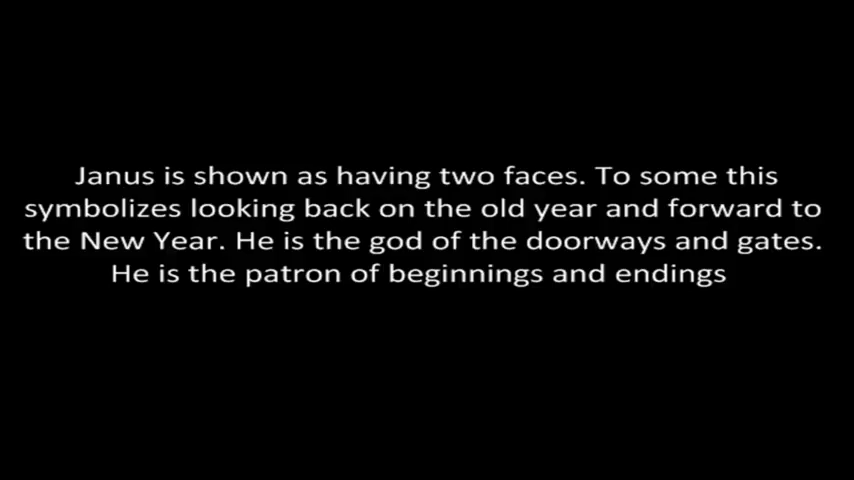 Janus is shown as having two faces. To some this
symbolizes looking back on the old year and forward to
the New Year. He is the god of the doorways and gates.
He is the patron of beginnings and endings